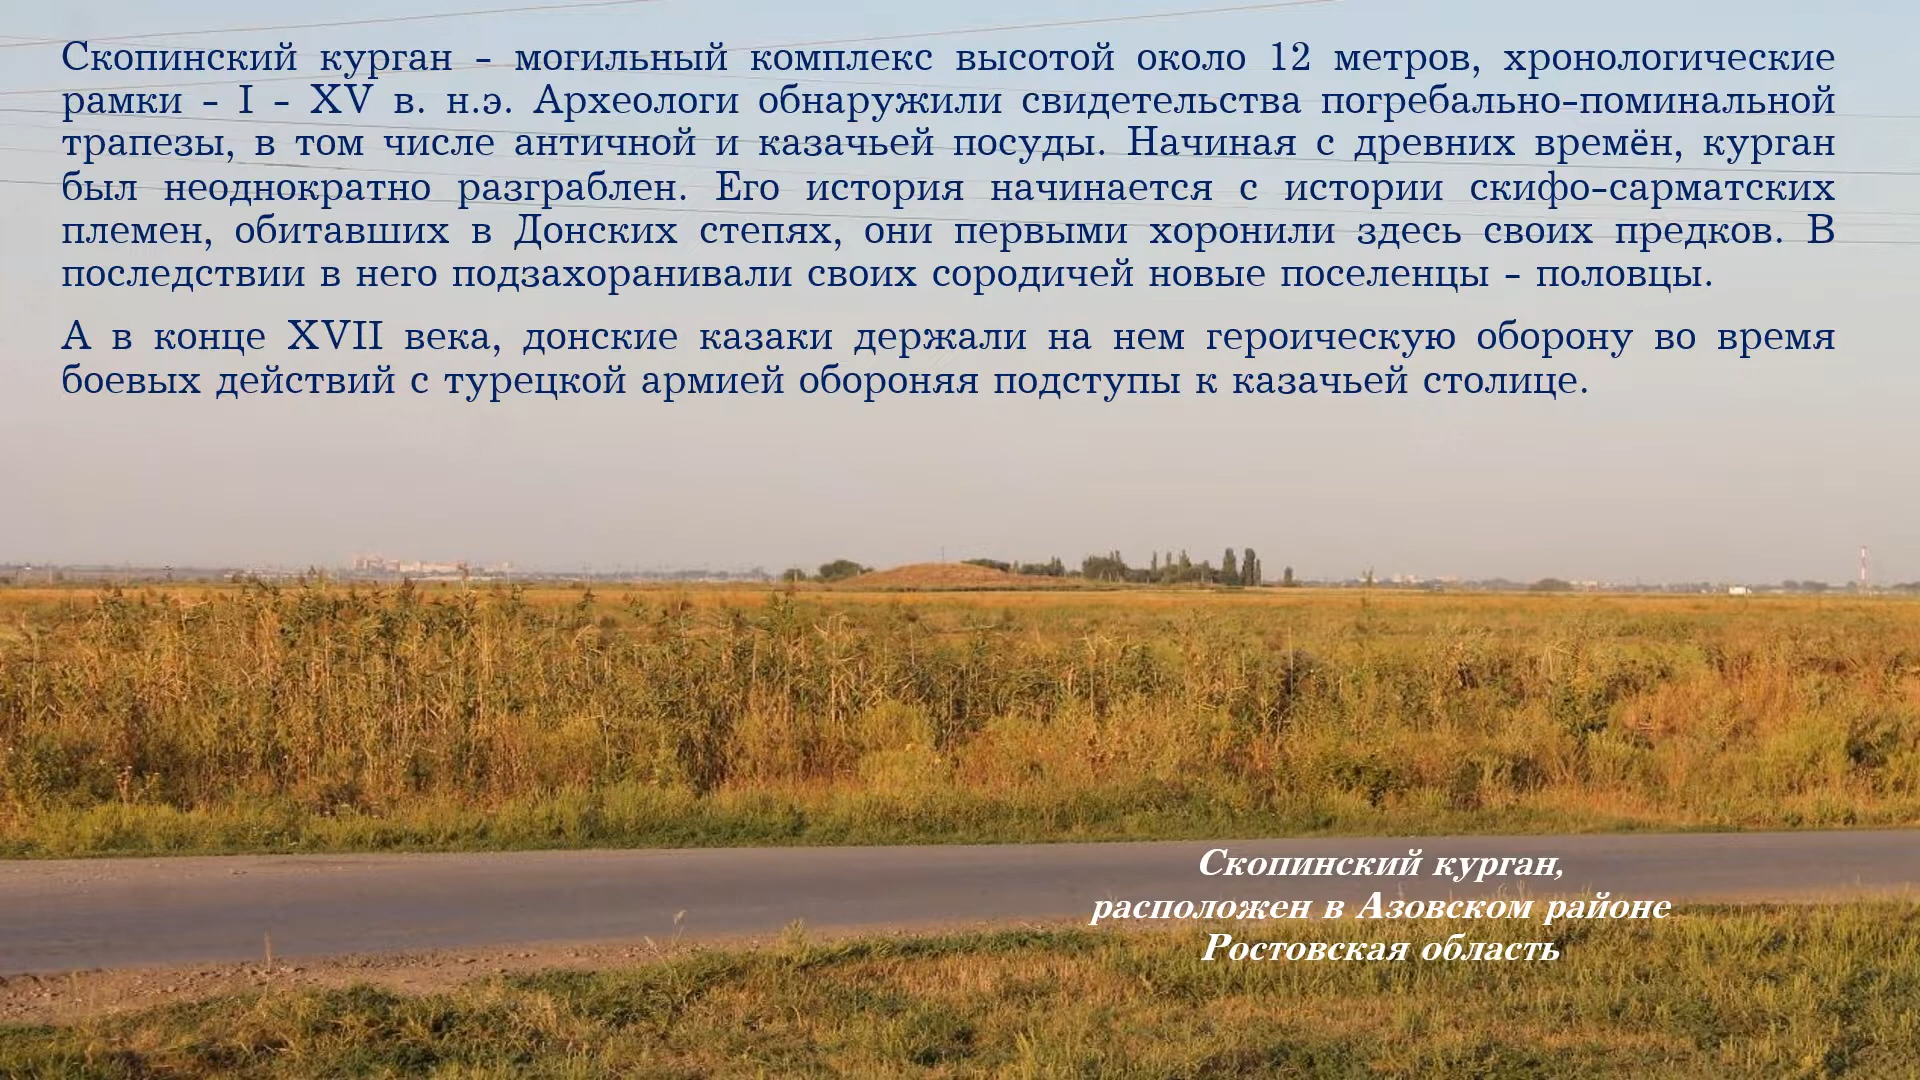 Скопинский курган - могильный комплекс высотой около 12 метров, хронологические
рамки - I - XV в. н.э. Археологи обнаружили свидетельства погребально-поминальной
трапезы, в том числе античной и казачьей посуды. Начиная с древних времён, курган
был неоднократно разграблен. Его история начинается с истории скифо-сарматских
племен, обитавших в Донских степях, они первыми хоронили здесь своих предков. В
последствии в него подзахоранивали своих сородичей новые поселенцы - половцы.
А в конце XVII века, донские казаки держали на нем героическую оборону во время
боевых действий с турецкой армией обороняя подступы к казачьей столице.
Скопинский курган,
расположен в Азовском районе
Ростовская область